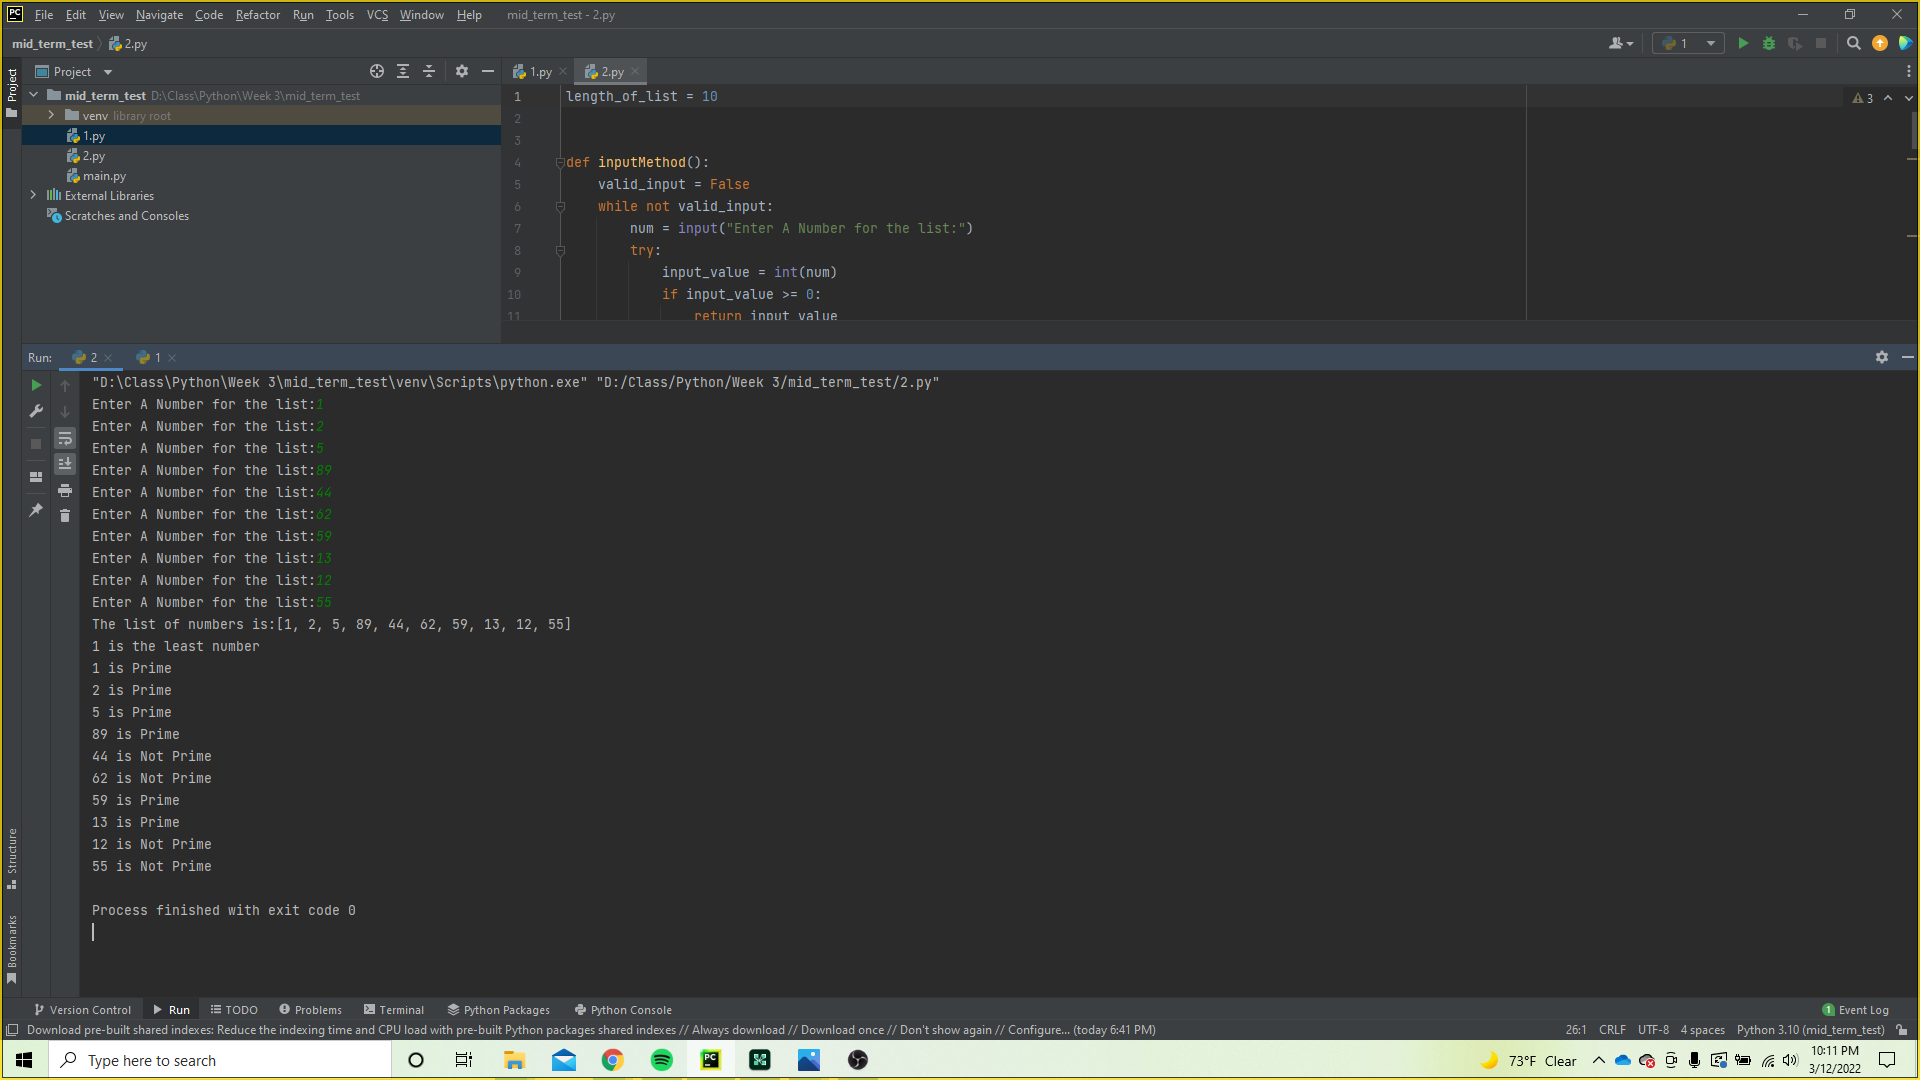 PC File Edit View Navigate Code Refactor Run Tools VCS Window Help mid_term_test - 2.py
mid_term_test 2.py 1
Project
Project 1.py 2.py
mid_term_test D:\Class\Python\Week 3\mid_term_test
venv library root
1.py
2.py
main.py
External Libraries
Scratches and Consoles
1 length_of_list = 10 3
2
3
4 def inputMethod():
5 valid_input = False
6 while not valid_input:
7 num = input("Enter A Number for the list:")
8 try:
9 input_value = int(num)
10 if input_value >= 0:
11 return input_value
Run: 2 1
"D:\Class\Python\Week 3\mid_term_test\venv\Scripts\python.exe" "D:/Class/Python/Week 3/mid_term_test/2.py"
Enter A Number for the list:1
Enter A Number for the list:2
Enter A Number for the list:5
Enter A Number for the list:89
Enter A Number for the list:44
Enter A Number for the list:62
Enter A Number for the list:59
Enter A Number for the list:13
Enter A Number for the list:12
Enter A Number for the list:55
The list of numbers is:[1, 2, 5, 89, 44, 62, 59, 13, 12, 55]
1 is the least number
1 is Prime
2 is Prime
5 is Prime
89 is Prime
44 is Not Prime
62 is Not Prime
59 is Prime
13 is Prime
12 is Not Prime
55 is Not Prime
Process finished with exit code 0
Structure
Bookmarks
Version Control Run TODO Problems Terminal Python Packages Python Console 1 Event Log
Download pre-built shared indexes: Reduce the indexing time and CPU load with pre-built Python packages shared indexes // Always download // Download once // Don't show again // Configure... (today 6:41 PM) 26:1 CRLF UTF-8 4 spaces Python 3.10 (mid_term_test)
Type here to search PC 73°F Clear 10:11 PM
3/12/2022